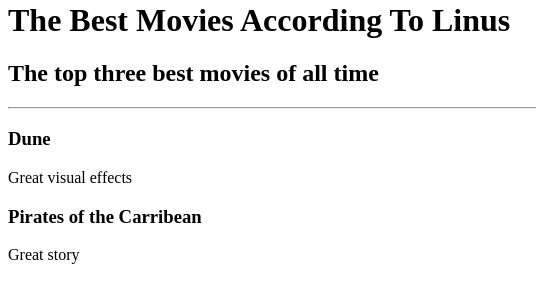 The Best Movies According To Linus
The top three best movies of all time
Dune
Great visual effects
Pirates of the Carribean
Great story